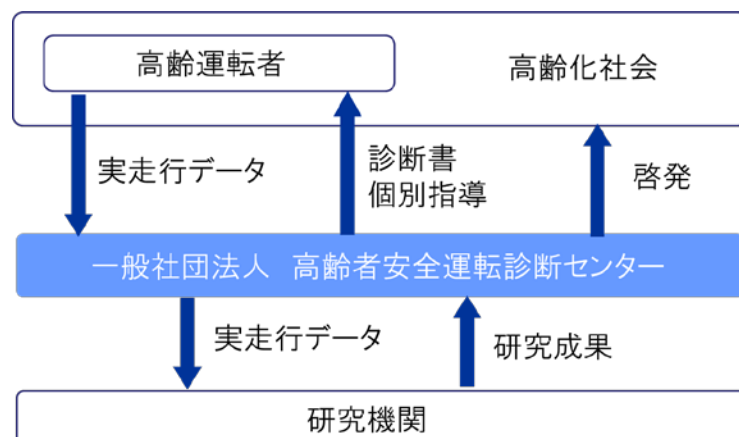 高齢運転者
高齢化社会
実走行データ
診断書
個別指導
啓発
一般社団法人 高齢者安全運転診断センター
実走行データ
研究成果
研究機関